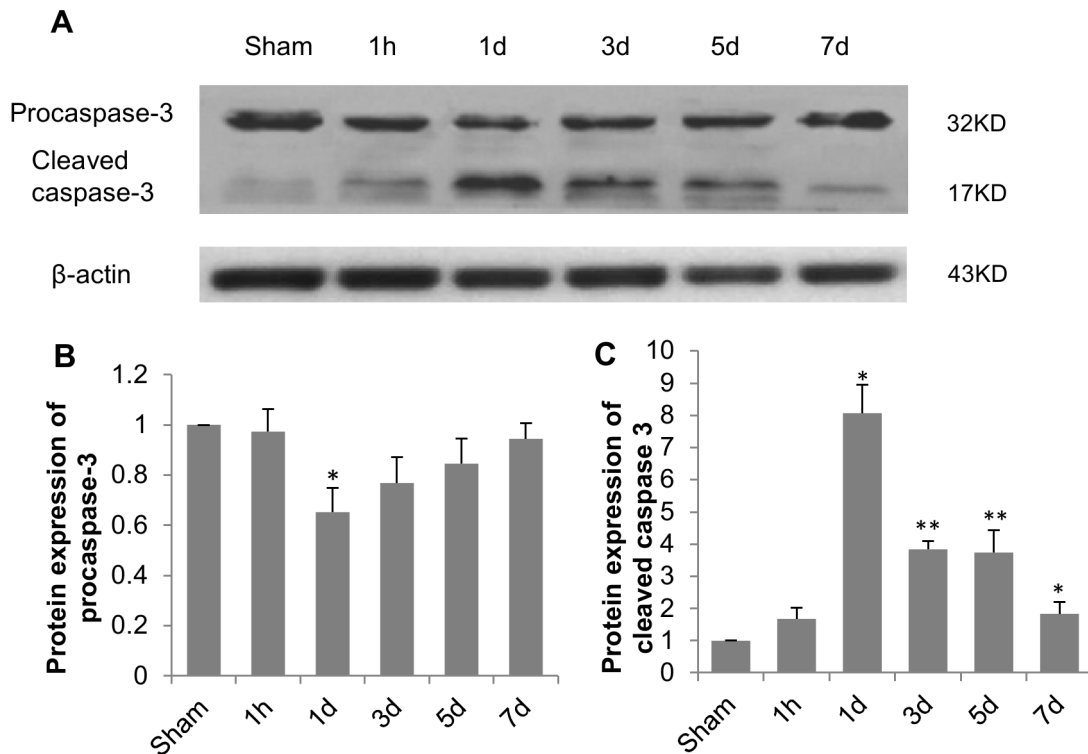 A
Sham 1h 1d 3d 5d 7d
Procaspase-3
32KD
Cleaved
caspase-3
17KD
β-actin
43KD
B
Protein expression of
procaspase-3
1.2
1
0.8
0.6
0.4
0.2
0
*
Sham 1h 1d 3d 5d 7d
C
Protein expression of
cleaved caspase 3
10
9
8
7
6
5
4
3
2
1
0
*
**
**
*
Sham 1h 1d 3d 5d 7d